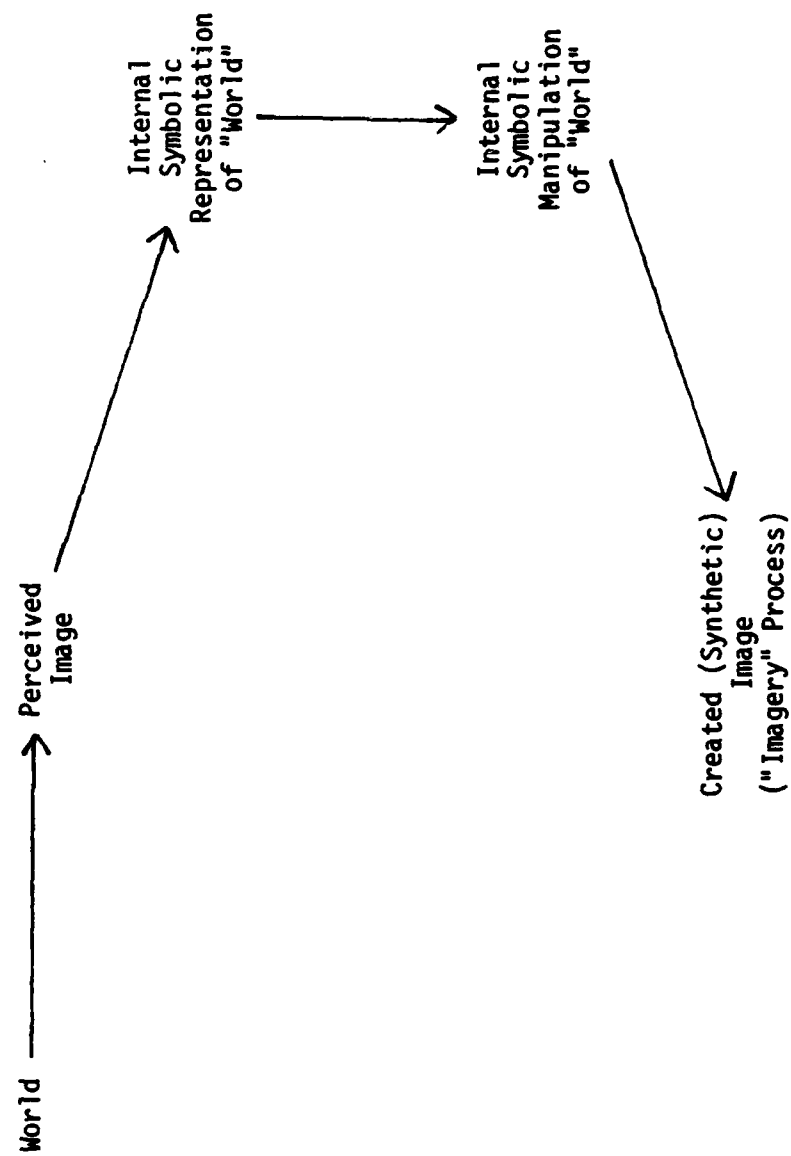 World
Perceived
Image
Internal
Symbolic
Representation
of "World"
Internal
Symbolic
Manipulation
of "World"
Created (Synthetic)
Image
("Imagery" Process)